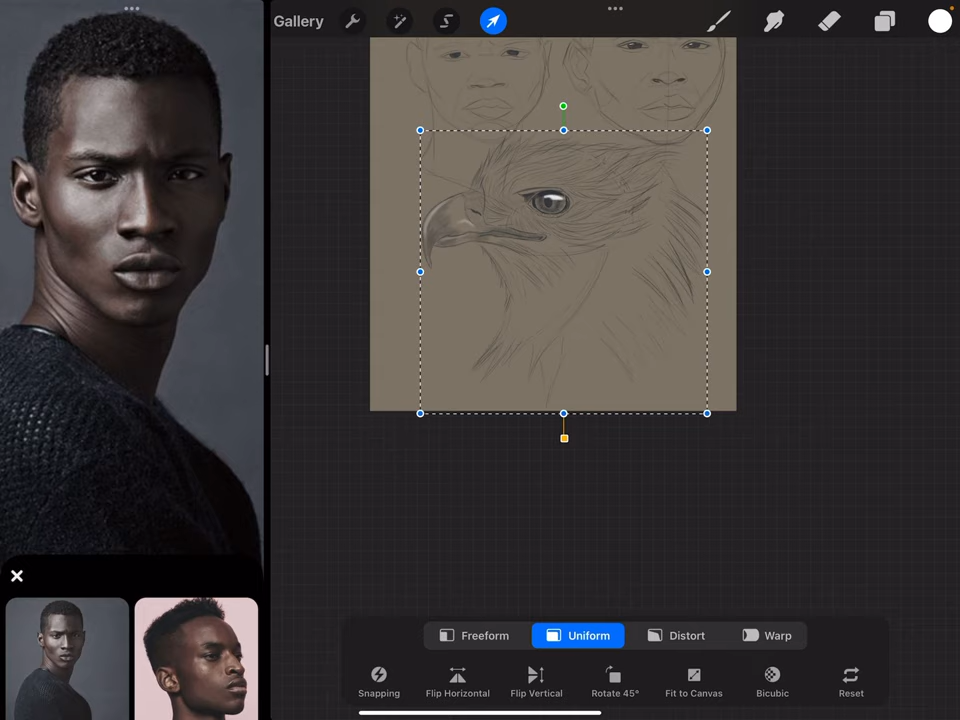 Gallery
Freeform
Uniform
Distort
Warp
Snapping
Flip Horizontal
Flip Vertical
Rotate 45°
Fit to Canvas
Bicubic
Reset